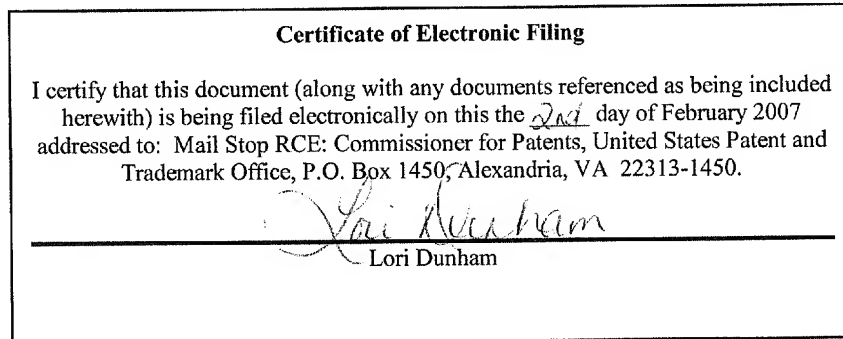 Certificate of Electronic Filing
I certify that this document (along with any documents referenced as being included
herewith) is being filed electronically on this the 2nd day of February 2007
addressed to: Mail Stop RCE: Commissioner for Patents, United States Patent and
Trademark Office, P.O. Box 1450, Alexandria, VA 22313-1450.
Lori Dunham
Lori Dunham